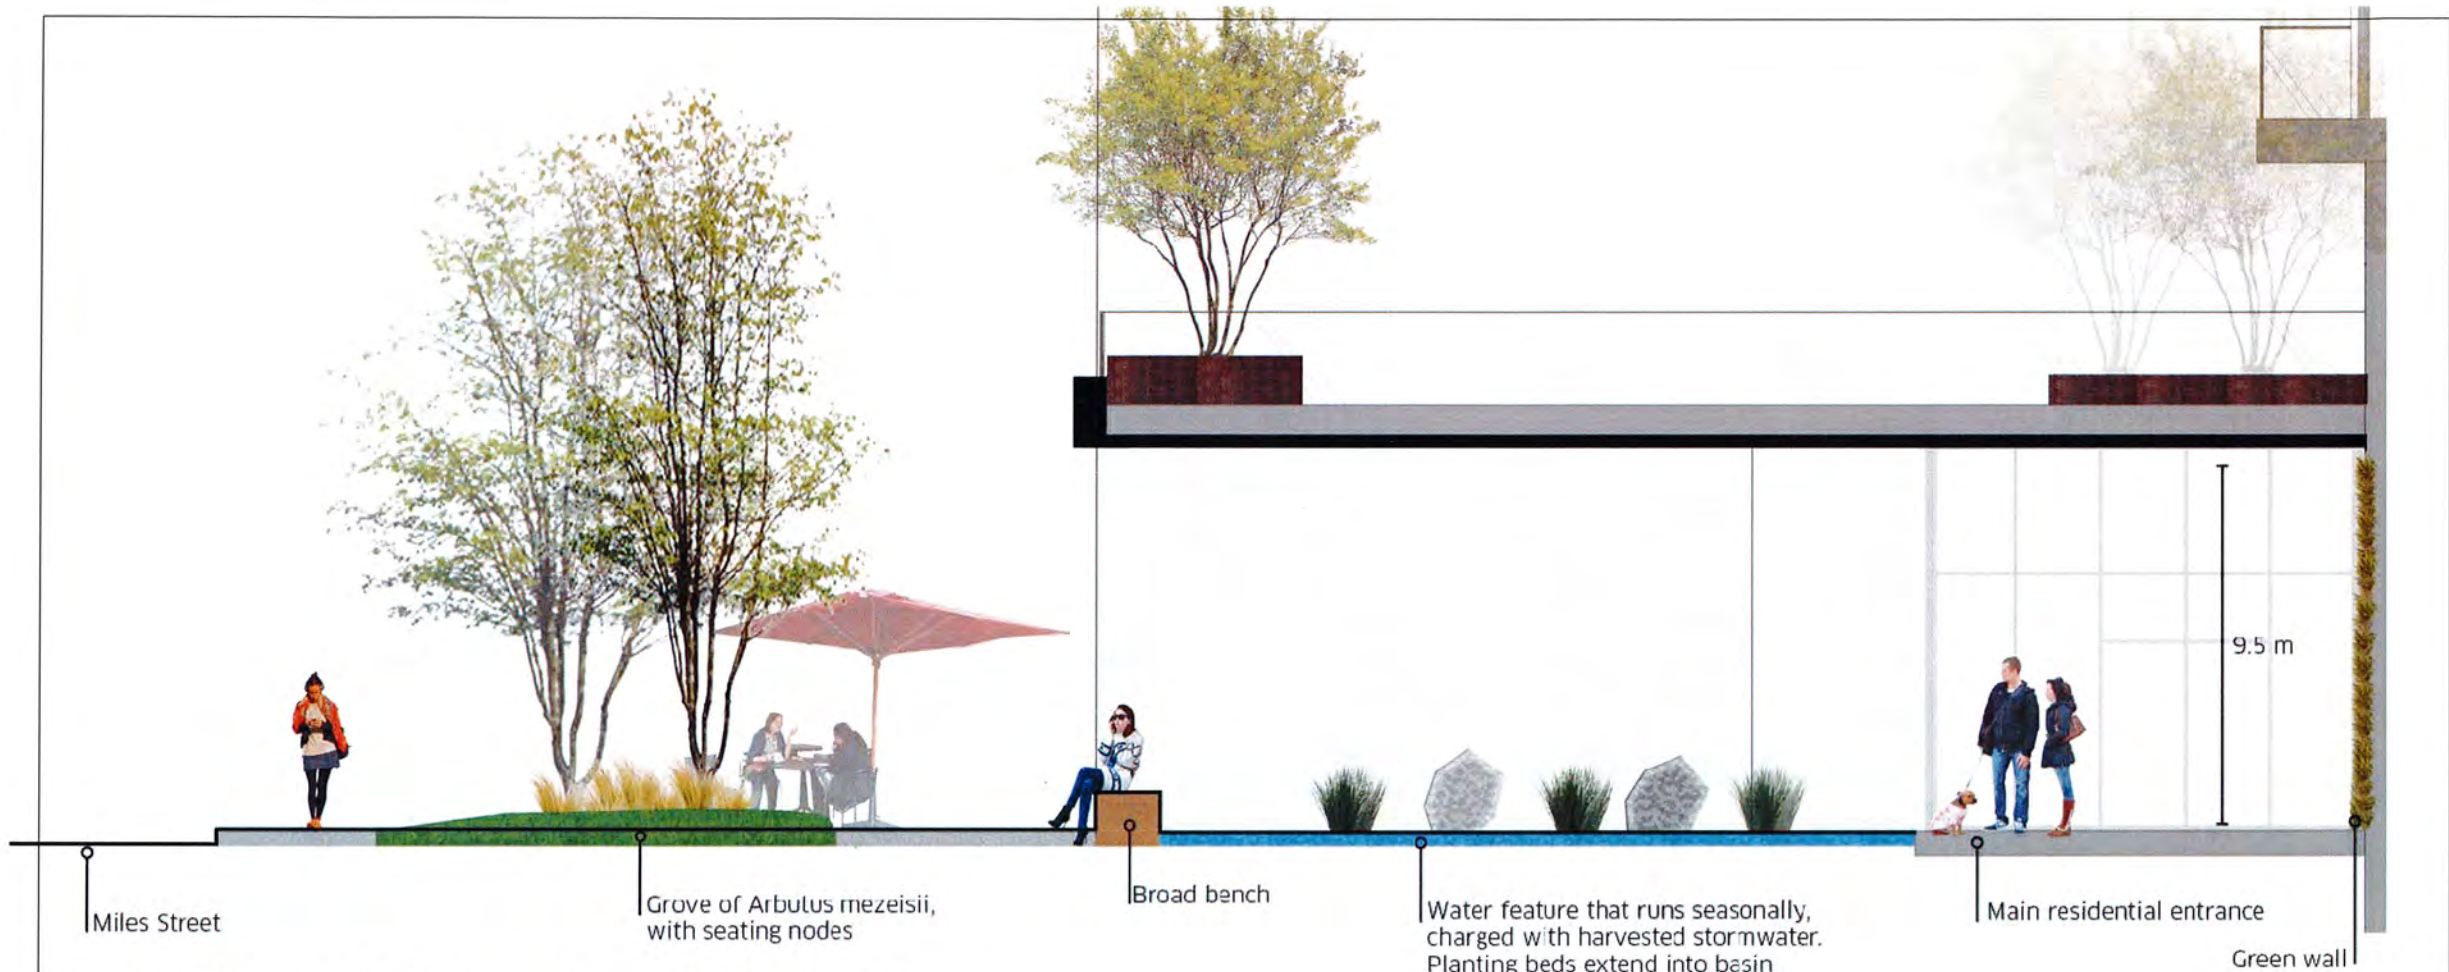 9.5 m
Miles Street
Grove of Arbutus mezeisii,
with seating nodes
Broad bench
Water feature that runs seasonally,
charged with harvested stormwater.
Planting beds extend into basin
Main residential entrance
Green wall